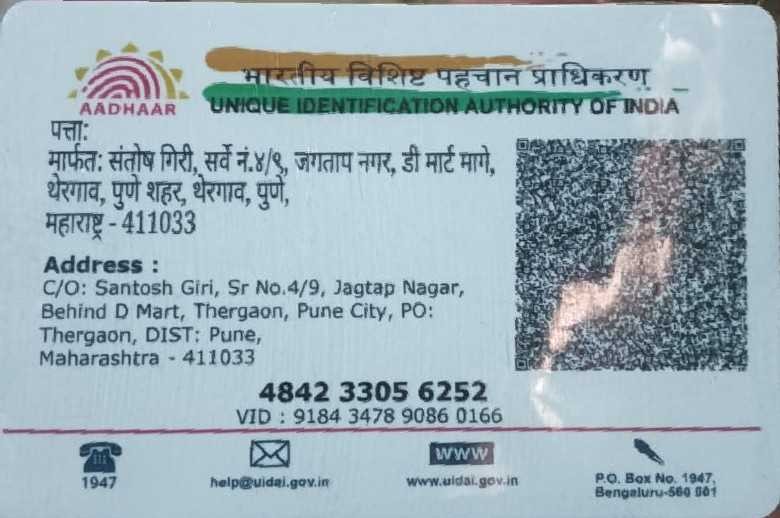 भारतीय विशिष्ट पहचान प्राधिकरण
AADHAAR
UNIQUE IDENTIFICATION AUTHORITY OF INDIA
पत्ता:
मार्फत: संतोष गिरी, सर्वे नं.४/९, जगताप नगर, डी मार्ट मागे,
थेरगाव, पुणे शहर, थेरगाव, पुणे,
महाराष्ट्र - 411033
Address :
C/O: Santosh Giri, Sr No.4/9, Jagtap Nagar,
Behind D Mart, Thergaon, Pune City, PO:
Thergaon, DIST: Pune,
Maharashtra - 411033
4842 3305 6252
VID : 9184 3478 9086 0166
1947
help@uidai.gov.in
WWW
www.uidai.gov.in
P.O. Box No. 1947,
Bengaluru-560 001